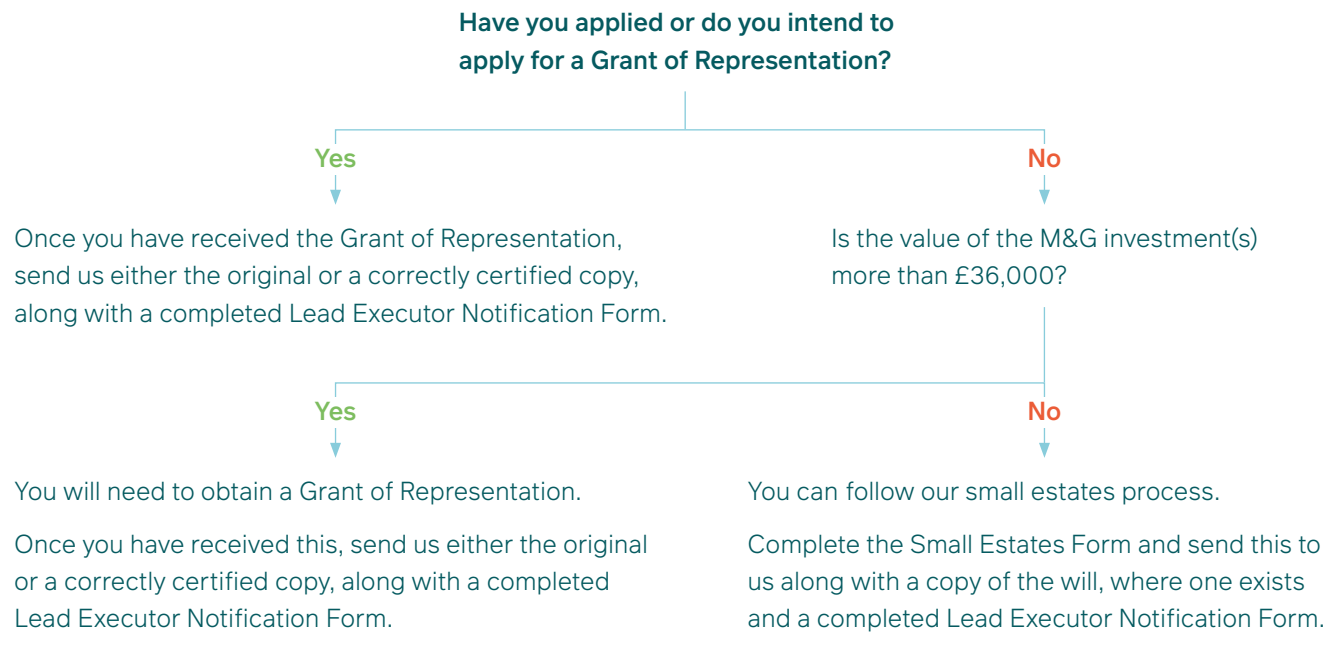 Have you applied or do you intend to
apply for a Grant of Representation?
Yes
No
Once you have received the Grant of Representation,
send us either the original or a correctly certified copy,
along with a completed Lead Executor Notification Form.
Is the value of the M&G investment(s)
more than £36,000?
Yes
No
You will need to obtain a Grant of Representation.
Once you have received this, send us either the original
or a correctly certified copy, along with a completed
Lead Executor Notification Form.
You can follow our small estates process.
Complete the Small Estates Form and send this to
us along with a copy of the will, where one exists
and a completed Lead Executor Notification Form.